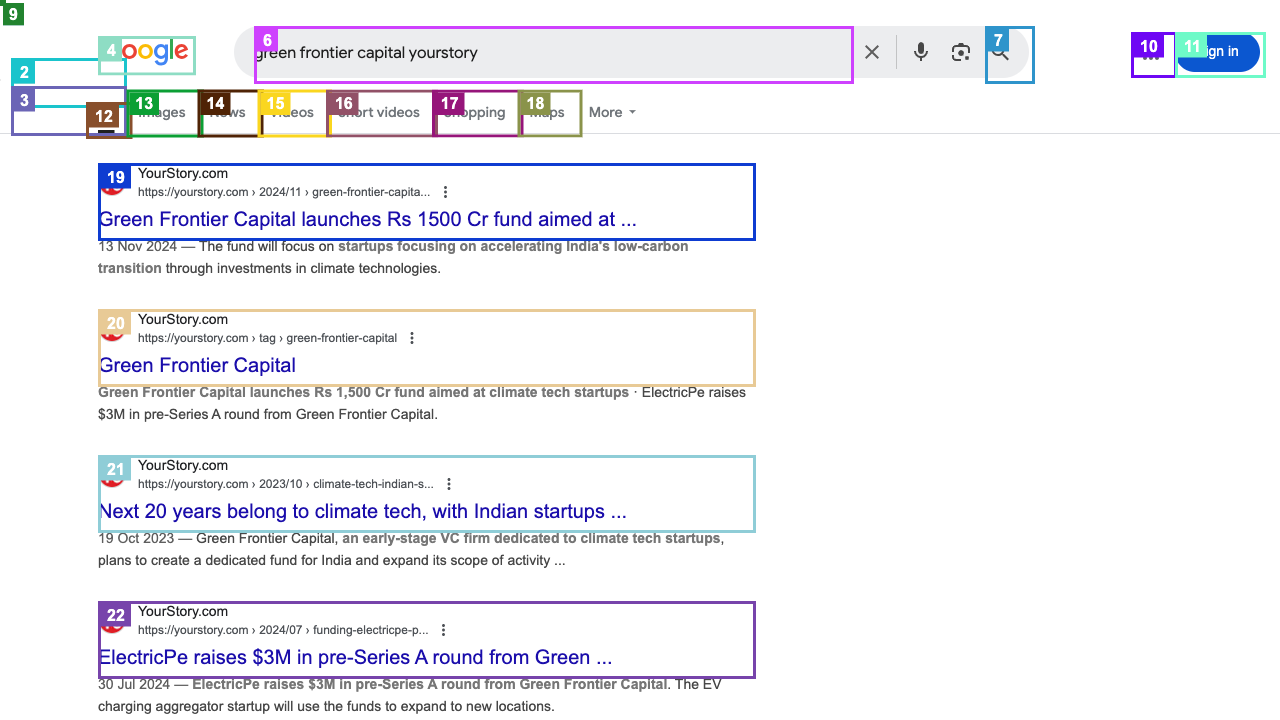 9
4
oogle
6
green frontier capital yourstory
7
10
11
Sign in
2
3
12
13
Images
14
News
15
Videos
16
Short videos
17
Shopping
18
Maps
More
19
YourStory.com
https://yourstory.com › 2024/11 › green-frontier-capita...
Green Frontier Capital launches Rs 1500 Cr fund aimed at ...
13 Nov 2024 — The fund will focus on startups focusing on accelerating India's low-carbon
transition through investments in climate technologies.
20
YourStory.com
https://yourstory.com › tag › green-frontier-capital
Green Frontier Capital
Green Frontier Capital launches Rs 1,500 Cr fund aimed at climate tech startups · ElectricPe raises
$3M in pre-Series A round from Green Frontier Capital.
21
YourStory.com
https://yourstory.com › 2023/10 › climate-tech-indian-s...
Next 20 years belong to climate tech, with Indian startups ...
19 Oct 2023 — Green Frontier Capital, an early-stage VC firm dedicated to climate tech startups,
plans to create a dedicated fund for India and expand its scope of activity ...
22
YourStory.com
https://yourstory.com › 2024/07 › funding-electricpe-p...
ElectricPe raises $3M in pre-Series A round from Green ...
30 Jul 2024 — ElectricPe raises $3M in pre-Series A round from Green Frontier Capital. The EV
charging aggregator startup will use the funds to expand to new locations.